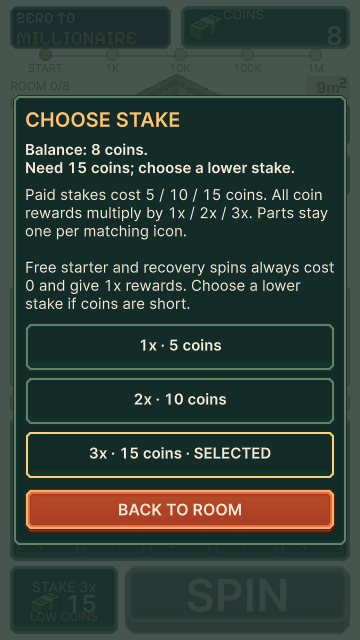 ZERO TO
MILLIONAIRE
COINS
8
START 1K 10K 100K 1M
ROOM 0/8
9m²
CHOOSE STAKE
Balance: 8 coins.
Need 15 coins; choose a lower stake.
Paid stakes cost 5 / 10 / 15 coins. All coin
rewards multiply by 1x / 2x / 3x. Parts stay
one per matching icon.
Free starter and recovery spins always cost
0 and give 1x rewards. Choose a lower
stake if coins are short.
1x · 5 coins
2x · 10 coins
3x · 15 coins · SELECTED
BACK TO ROOM
STAKE 3x
15
LOW COINS
SPIN